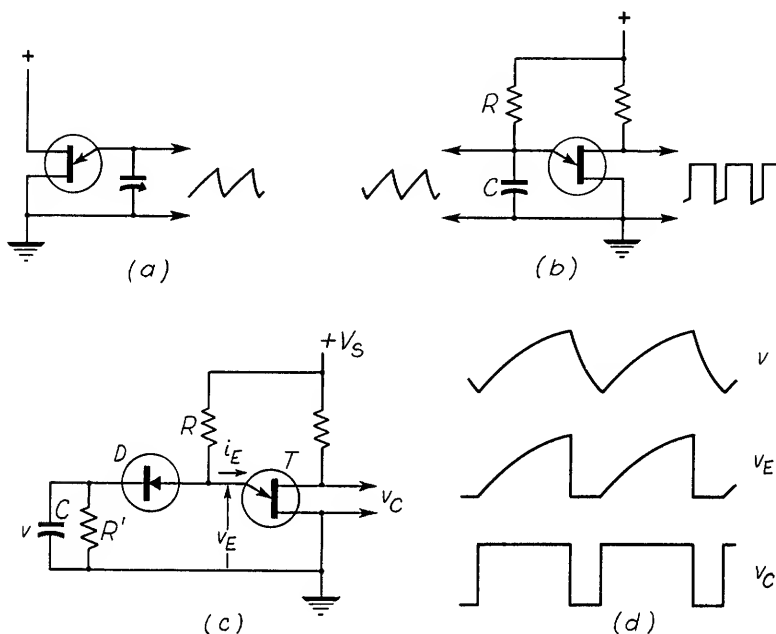 +
+
R
C
(a)
(b)
+V_S
R
D
i_E
T
C
R'
v
v_E
v_C
(c)
v
v_E
v_C
(d)